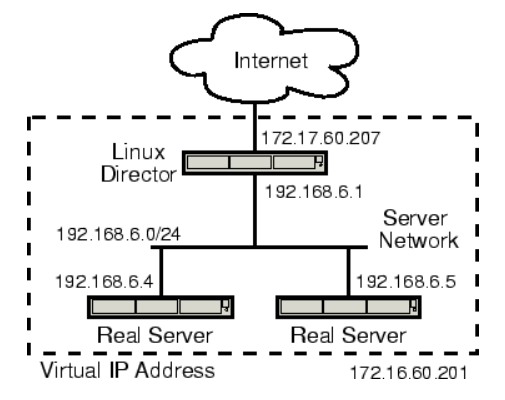 Internet
172.17.60.207
Linux
Director
192.168.6.1
Server
Network
192.168.6.0/24
192.168.6.4
192.168.6.5
Real Server
Real Server
Virtual IP Address
172.16.60.201